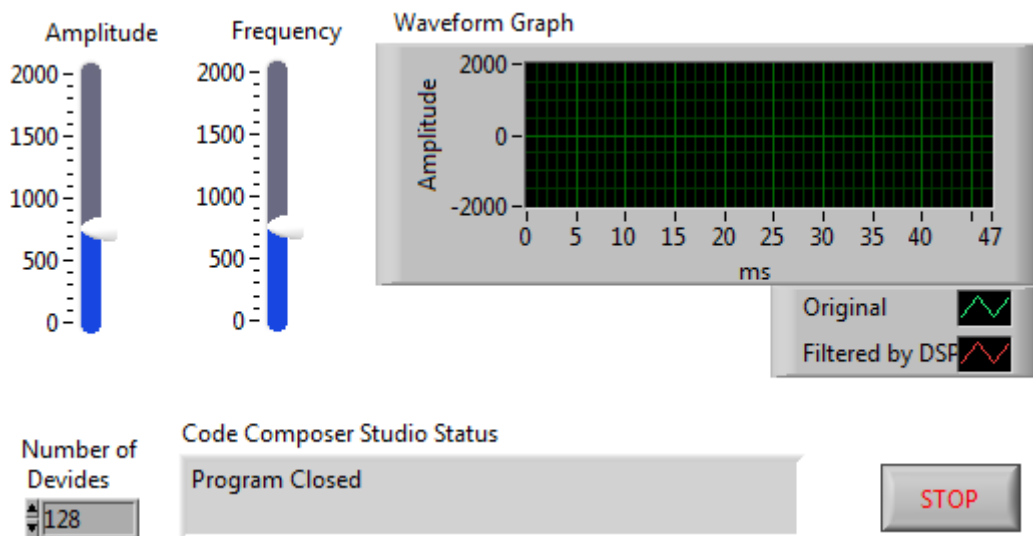 Amplitude
2000
1500
1000
500
0
Frequency
2000
1500
1000
500
0
Waveform Graph
Amplitude
2000
0
-2000
0 5 10 15 20 25 30 35 40 47
ms
Original
Filtered by DSP
Number of
Devides
128
Code Composer Studio Status
Program Closed
STOP